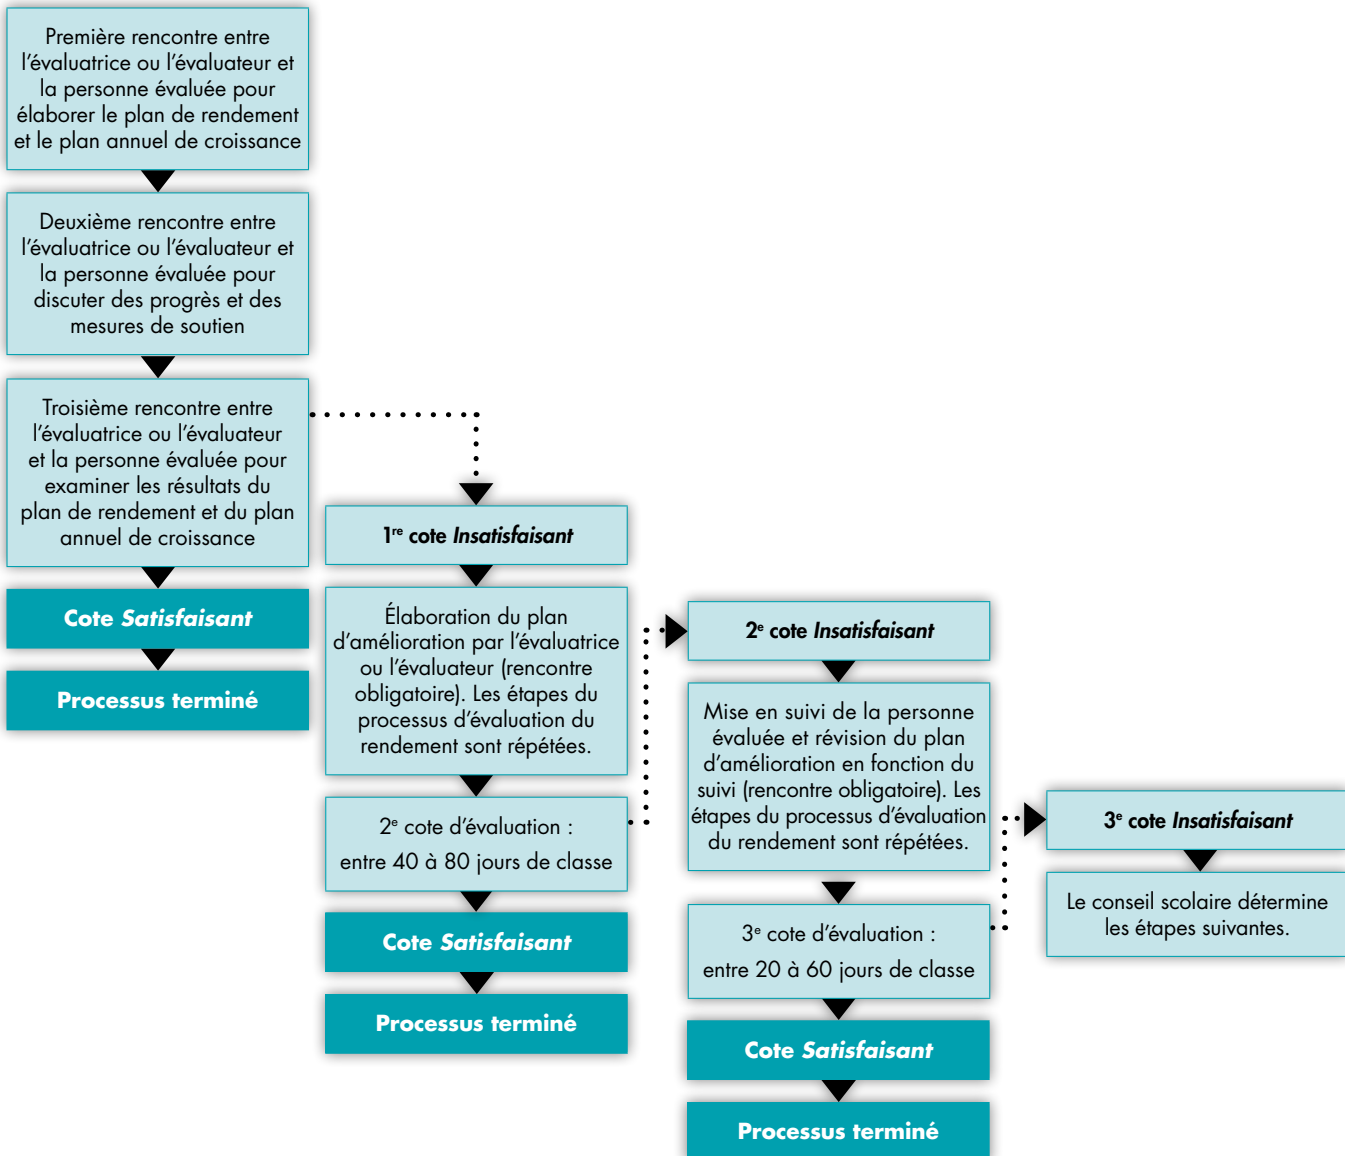 Première rencontre entre
l’évaluatrice ou l’évaluateur et
la personne évaluée pour
élaborer le plan de rendement
et le plan annuel de croissance
Deuxième rencontre entre
l’évaluatrice ou l’évaluateur et
la personne évaluée pour
discuter des progrès et des
mesures de soutien
Troisième rencontre entre
l’évaluatrice ou l’évaluateur
et la personne évaluée pour
examiner les résultats du
plan de rendement et du plan
annuel de croissance
Cote Satisfaisant
Processus terminé
1re cote Insatisfaisant
Élaboration du plan
d’amélioration par l’évaluatrice
ou l’évaluateur (rencontre
obligatoire). Les étapes du
processus d’évaluation du
rendement sont répétées.
2e cote d’évaluation :
entre 40 à 80 jours de classe
Cote Satisfaisant
Processus terminé
2e cote Insatisfaisant
Mise en suivi de la personne
évaluée et révision du plan
d’amélioration en fonction du
suivi (rencontre obligatoire). Les
étapes du processus d’évaluation
du rendement sont répétées.
3e cote d’évaluation :
entre 20 à 60 jours de classe
Cote Satisfaisant
Processus terminé
3e cote Insatisfaisant
Le conseil scolaire détermine
les étapes suivantes.